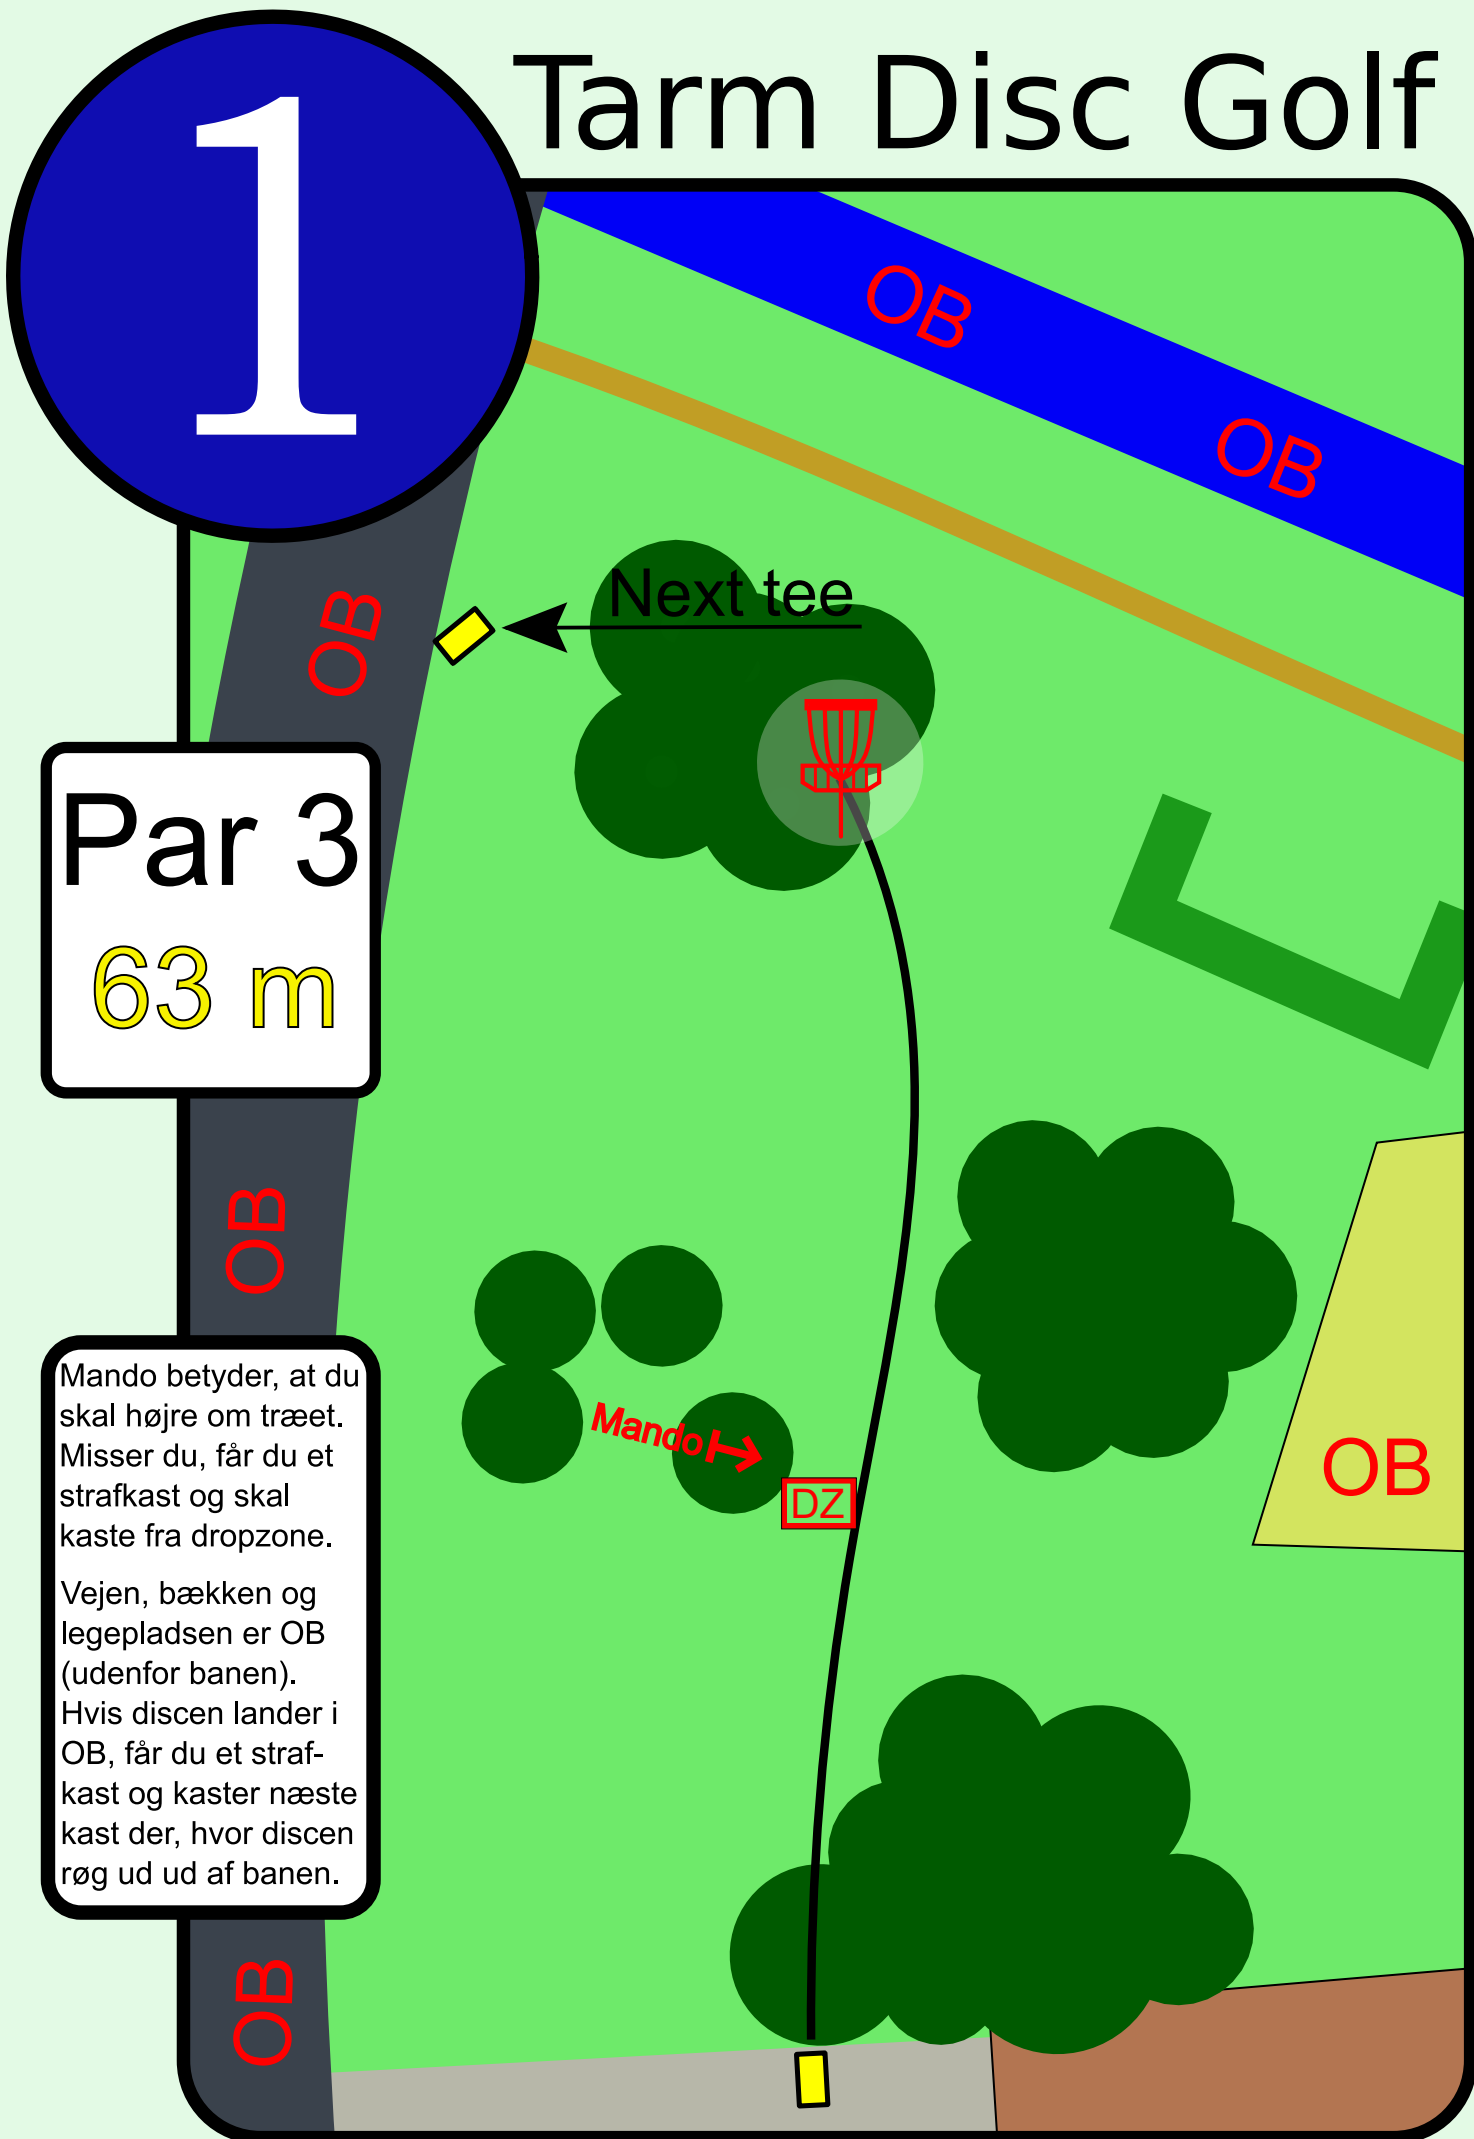 1
Tarm Disc Golf
OB
OB
Next tee
OB
Par 3
63 m
OB
Mando betyder, at du
skal højre om træet.
Misser du, får du et
strafkast og skal
kaste fra dropzone.
Vejen, bækken og
legepladsen er OB
(udenfor banen).
Hvis discen lander i
OB, får du et straf-
kast og kaster næste
kast der, hvor discen
røg ud ud af banen.
Mando
DZ
OB
OB